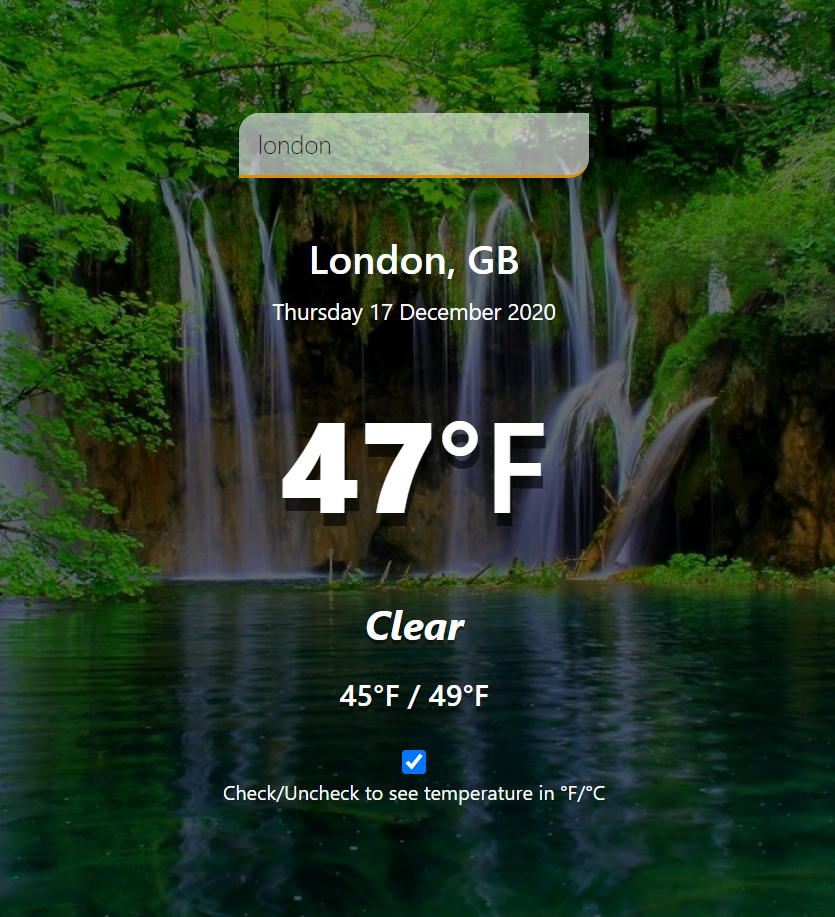 london
London, GB
Thursday 17 December 2020
47°F
Clear
45°F / 49°F
Check/Uncheck to see temperature in °F/°C